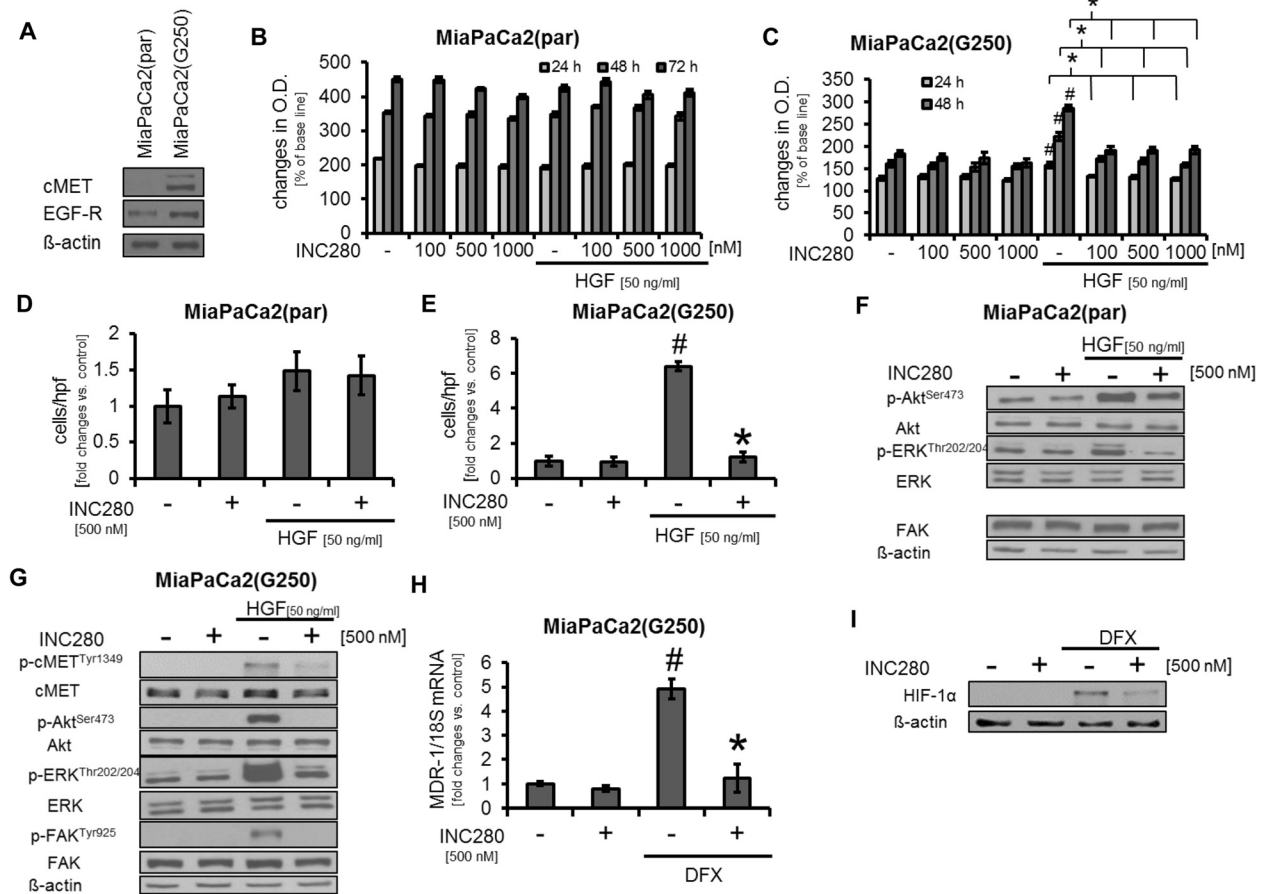 A
MiaPaCa2(par)
MiaPaCa2(G250)
cMET
EGF-R
ß-actin
B
MiaPaCa2(par)
24 h 48 h 72 h
changes in O.D.
[% of base line]
500
400
300
200
100
0
INC280 - 100 500 1000 - 100 500 1000 [nM]
HGF [50 ng/ml]
C
MiaPaCa2(G250)
24 h
48 h
changes in O.D.
[% of base line]
350
300
250
200
150
100
50
0
# # #
* * *
INC280 - 100 500 1000 - 100 500 1000 [nM]
HGF [50 ng/ml]
D
MiaPaCa2(par)
cells/hpf
[fold changes vs. control]
2
1.5
1
0.5
0
INC280 - + - +
[500 nM]
HGF [50 ng/ml]
E
MiaPaCa2(G250)
cells/hpf
[fold changes vs. control]
8
6
4
2
0
#
*
INC280 - + - +
[500 nM]
HGF [50 ng/ml]
F
MiaPaCa2(par)
HGF[50 ng/ml]
INC280 - + - + [500 nM]
p-AktSer473
Akt
p-ERKThr202/204
ERK
FAK
ß-actin
G
MiaPaCa2(G250)
HGF[50 ng/ml]
INC280 - + - + [500 nM]
p-cMETTyr1349
cMET
p-AktSer473
Akt
p-ERKThr202/204
ERK
p-FAKTyr925
FAK
ß-actin
H
MiaPaCa2(G250)
MDR-1/18S mRNA
[fold changes vs. control]
6
5
4
3
2
1
0
#
*
INC280 - + - +
[500 nM]
DFX
I
DFX
INC280 - + - + [500 nM]
HIF-1α
ß-actin